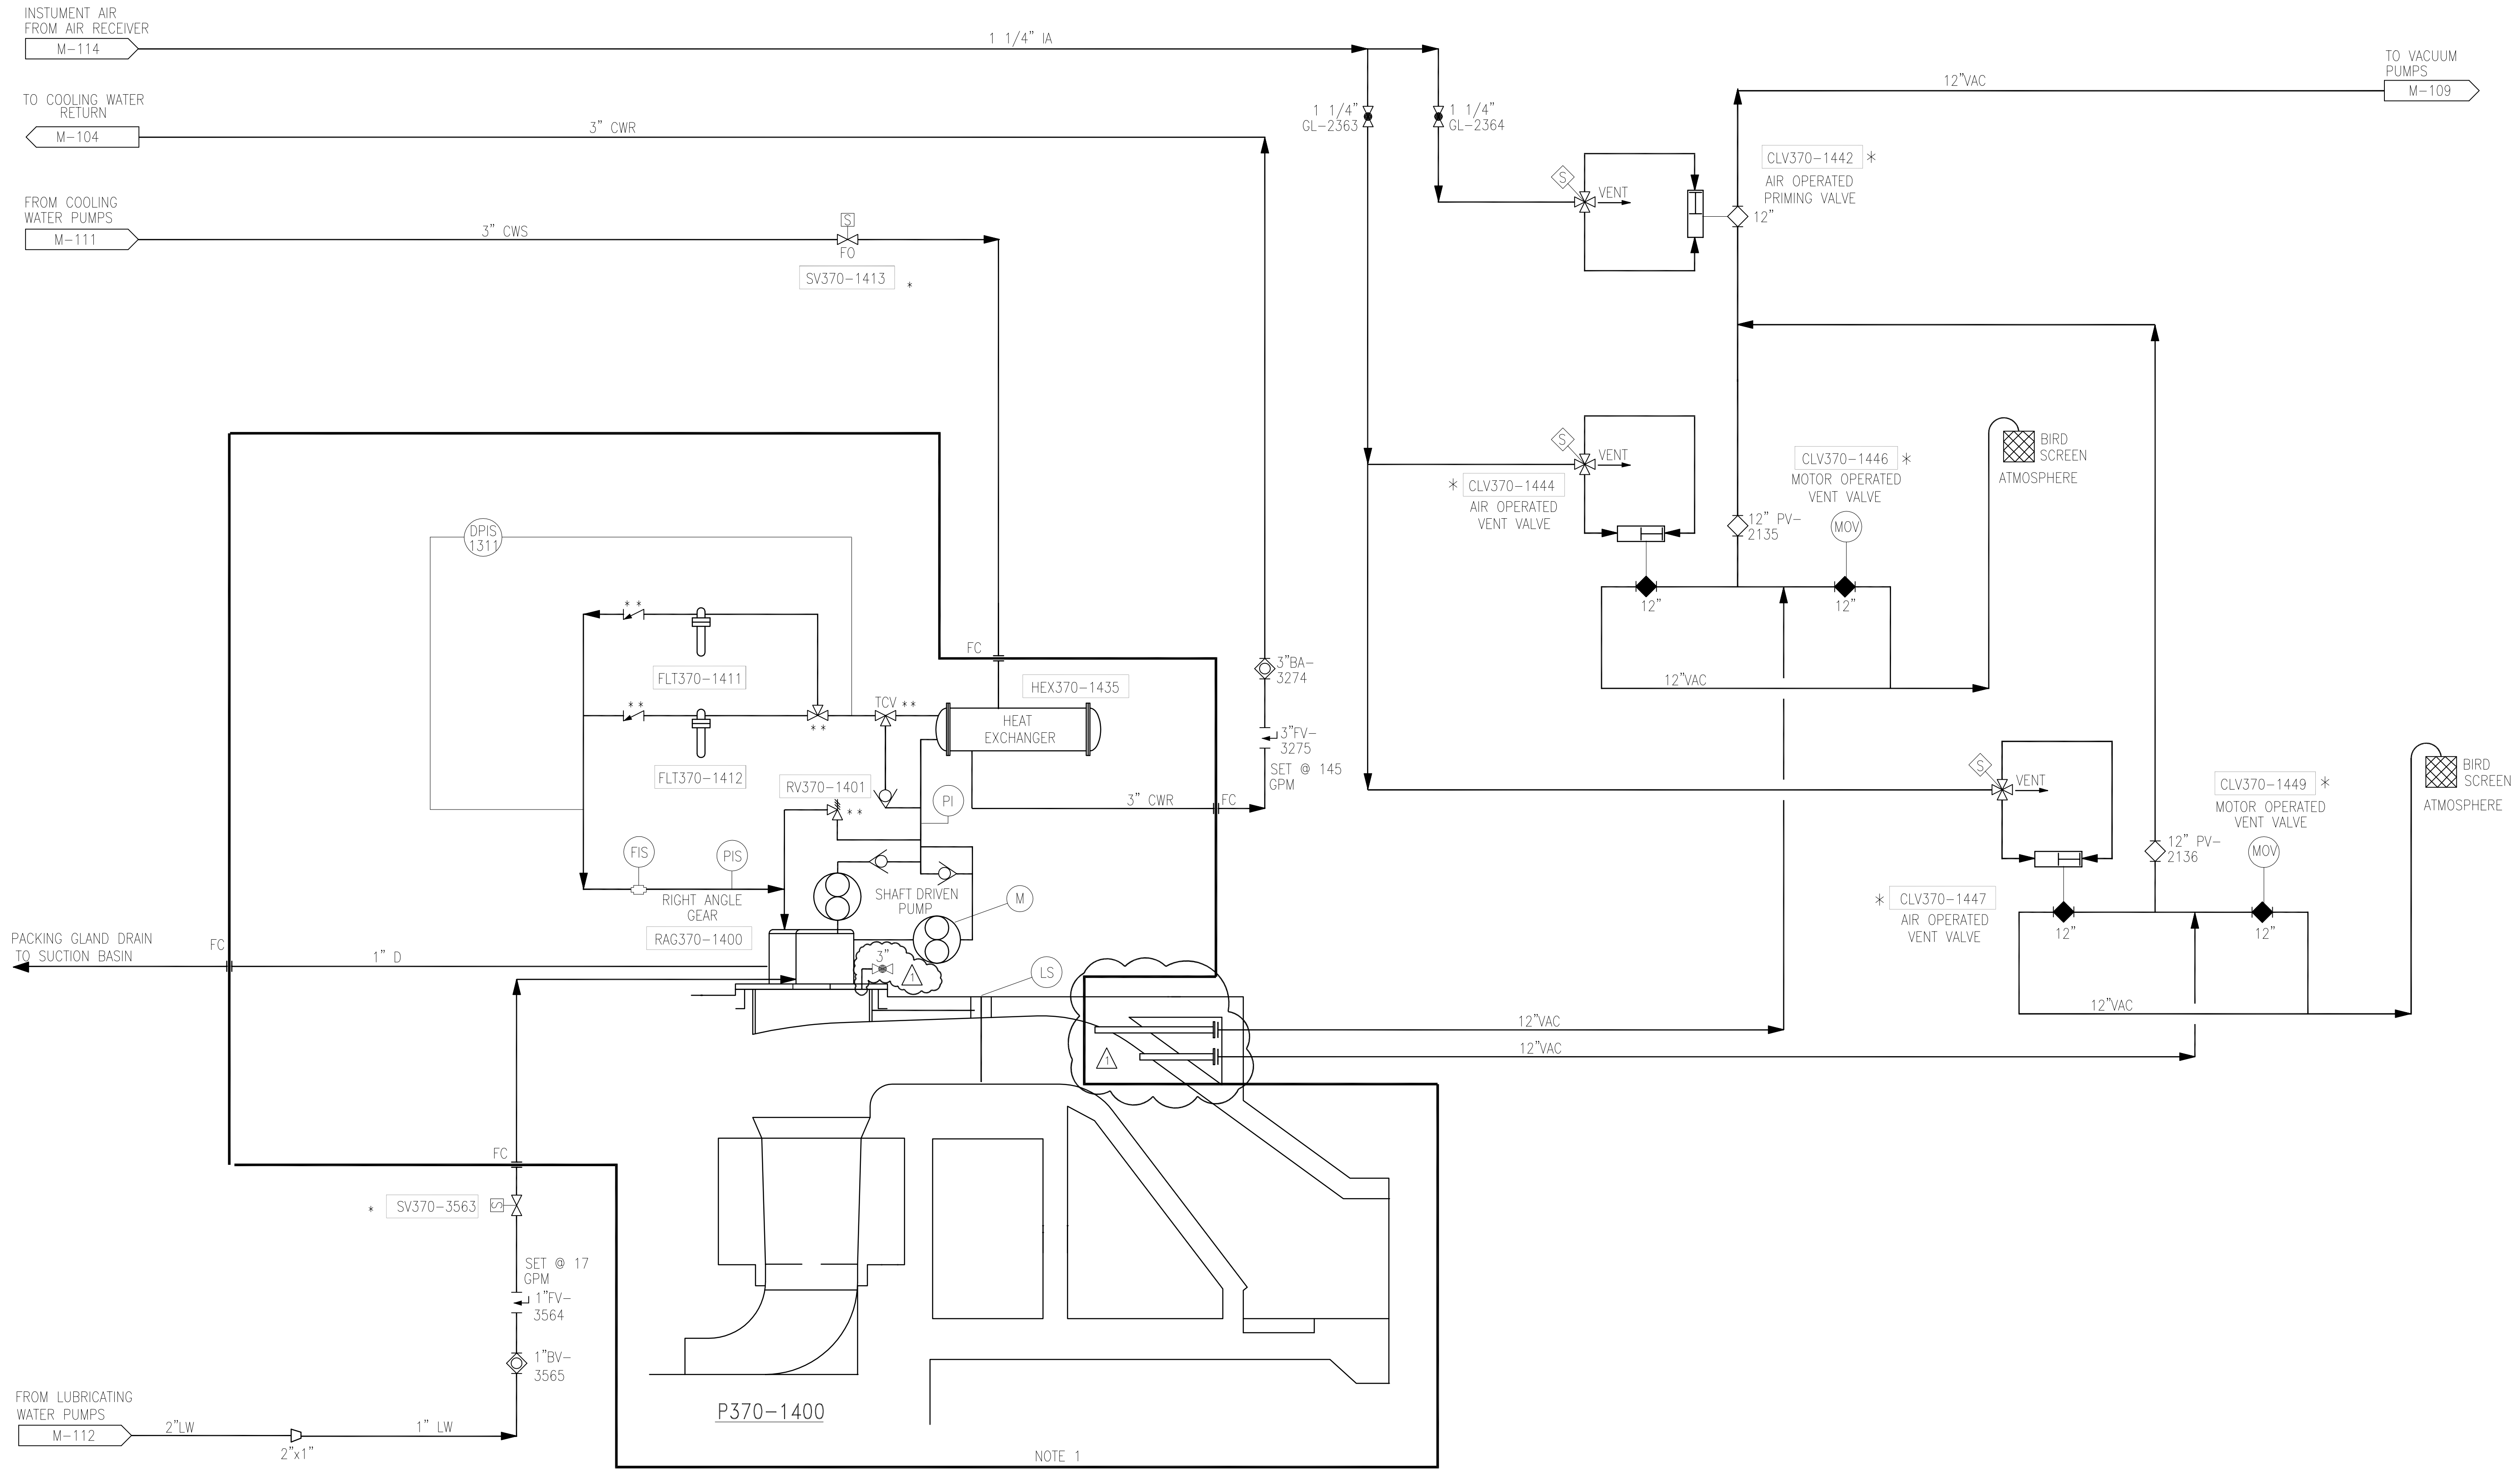 INSTUMENT AIR
FROM AIR RECEIVER
M-114
1 1/4" IA
TO COOLING WATER
RETURN
M-104
3" CWR
FROM COOLING
WATER PUMPS
M-111
3" CWS
S
FO
SV370-1413 *
1 1/4"
GL-2363
1 1/4"
GL-2364
TO VACUUM
PUMPS
M-109
12"VAC
S
VENT
CLV370-1442 *
AIR OPERATED
PRIMING VALVE
12"
S
VENT
* CLV370-1444
AIR OPERATED
VENT VALVE
CLV370-1446 *
MOTOR OPERATED
VENT VALVE
MOV
12" PV-
2135
12"
12"
12"VAC
BIRD
SCREEN
ATMOSPHERE
S
VENT
* CLV370-1447
AIR OPERATED
VENT VALVE
CLV370-1449 *
MOTOR OPERATED
VENT VALVE
MOV
12" PV-
2136
12"
12"
12"VAC
BIRD
SCREEN
ATMOSPHERE
DPIS
1311
* *
FLT370-1411
* *
FLT370-1412
* *
TCV * *
FC
HEX370-1435
HEAT
EXCHANGER
3"BA-
3274
3"FV-
3275
SET @ 145
GPM
RV370-1401
* *
PI
3" CWR
FC
FIS
PIS
RIGHT ANGLE
GEAR
RAG370-1400
SHAFT DRIVEN
PUMP
M
3"
1
LS
PACKING GLAND DRAIN
TO SUCTION BASIN
FC
1" D
12"VAC
12"VAC
1
FC
* SV370-3563
S
SET @ 17
GPM
1"FV-
3564
1"BV-
3565
FROM LUBRICATING
WATER PUMPS
M-112
2"LW
2"x1"
1" LW
P370-1400
NOTE 1